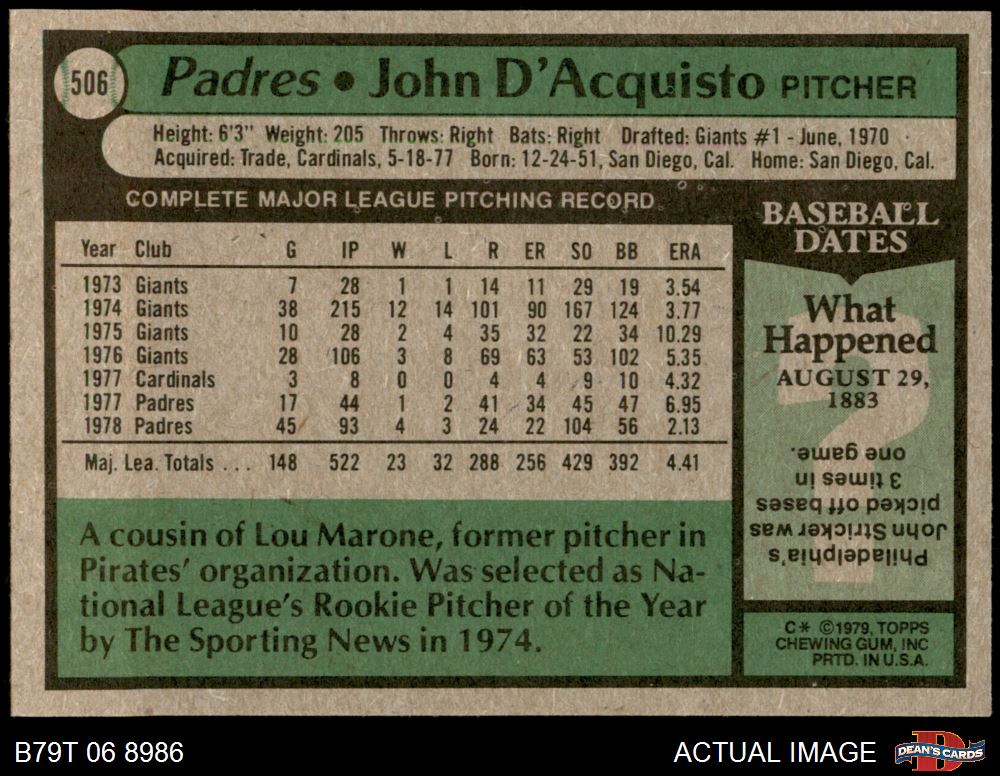 506
Padres • John D'Acquisto PITCHER
Height: 6'3" Weight: 205 Throws: Right Bats: Right Drafted: Giants #1 - June, 1970
Acquired: Trade, Cardinals, 5-18-77 Born: 12-24-51, San Diego, Cal. Home: San Diego, Cal.
COMPLETE MAJOR LEAGUE PITCHING RECORD
Year Club G IP W L R ER SO BB ERA
1973 Giants 7 28 1 1 14 11 29 19 3.54
1974 Giants 38 215 12 14 101 90 167 124 3.77
1975 Giants 10 28 2 4 35 32 22 34 10.29
1976 Giants 28 106 3 8 69 63 53 102 5.35
1977 Cardinals 3 8 0 0 4 4 9 10 4.32
1977 Padres 17 44 1 2 41 34 45 47 6.95
1978 Padres 45 93 4 3 24 22 104 56 2.13
Maj. Lea. Totals . . . 148 522 23 32 288 256 429 392 4.41
A cousin of Lou Marone, former pitcher in
Pirates' organization. Was selected as Na-
tional League's Rookie Pitcher of the Year
by The Sporting News in 1974.
BASEBALL
DATES
What
Happened
AUGUST 29,
1883
Philadelphia's
John Stricker was
picked off bases
3 times in
one game.
C* ©1979, TOPPS
CHEWING GUM, INC
PRTD. IN U.S.A.
B79T 06 8986
ACTUAL IMAGE
DEAN'S CARDS